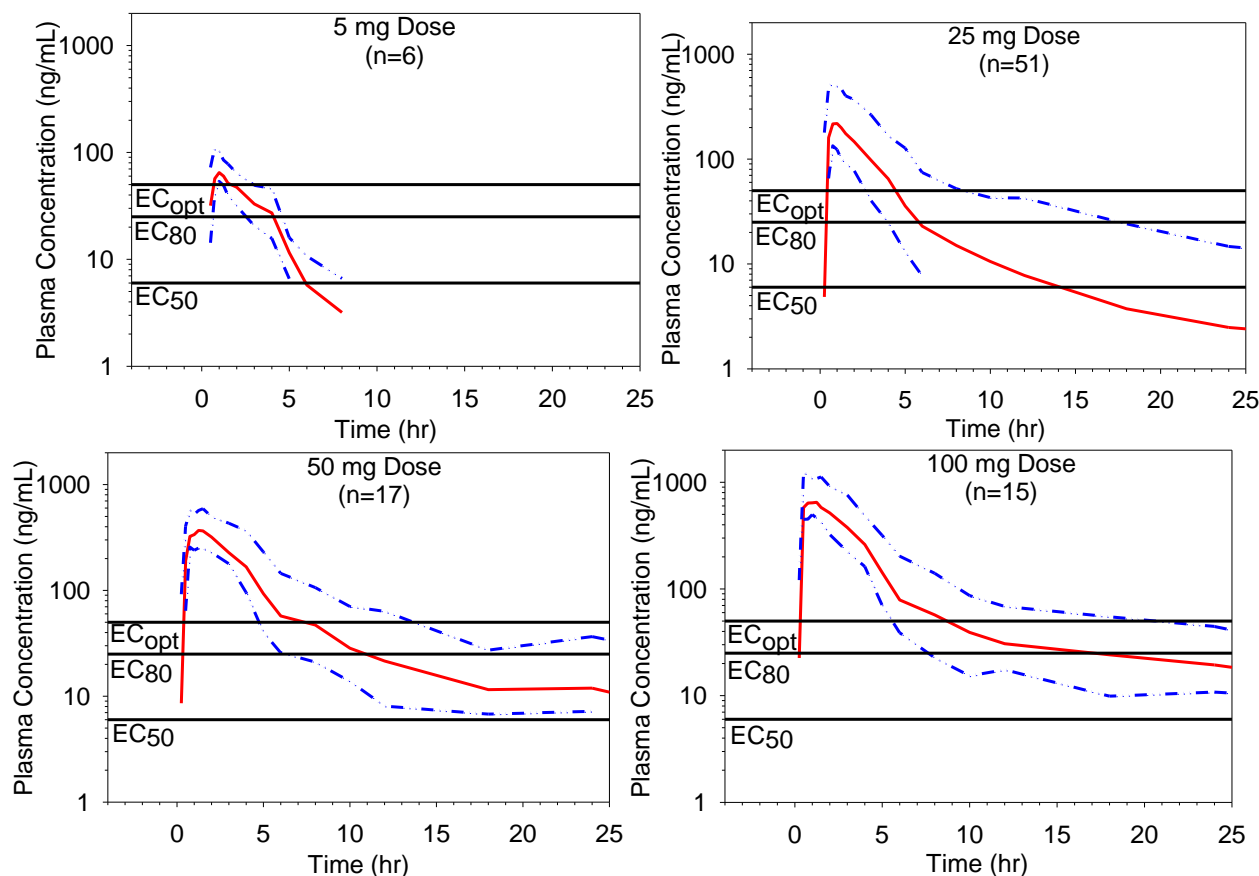 5 mg Dose
(n=6)
Plasma Concentration (ng/mL)
1000
100
10
1
ECopt
EC80
EC50
0 5 10 15 20 25
Time (hr)
25 mg Dose
(n=51)
Plasma Concentration (ng/mL)
1000
100
10
1
ECopt
EC80
EC50
0 5 10 15 20 25
Time (hr)
50 mg Dose
(n=17)
Plasma Concentration (ng/mL)
1000
100
10
1
ECopt
EC80
EC50
0 5 10 15 20 25
Time (hr)
100 mg Dose
(n=15)
Plasma Concentration (ng/mL)
1000
100
10
1
ECopt
EC80
EC50
0 5 10 15 20 25
Time (hr)